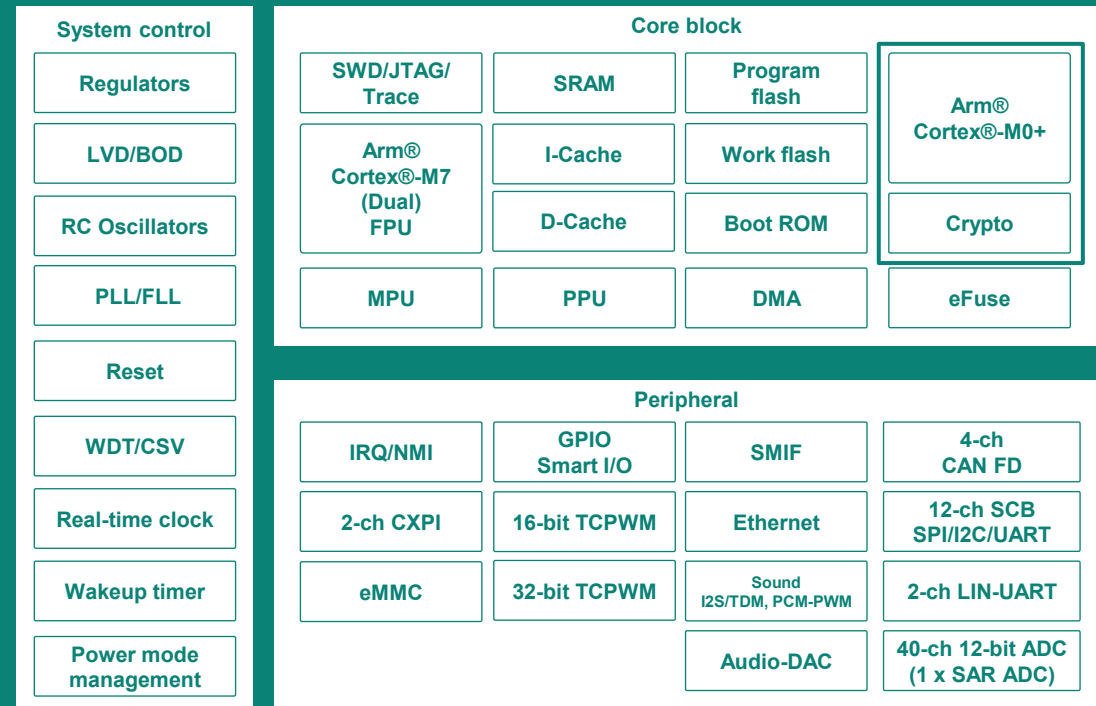 System control
Regulators
LVD/BOD
RC Oscillators
PLL/FLL
Reset
WDT/CSV
Real-time clock
Wakeup timer
Power mode
management
Core block
SWD/JTAG/
Trace
SRAM
Program
flash
Arm®
Cortex®-M0+
Arm®
Cortex®-M7
(Dual)
FPU
I-Cache
Work flash
D-Cache
Boot ROM
Crypto
MPU
PPU
DMA
eFuse
Peripheral
IRQ/NMI
GPIO
Smart I/O
SMIF
4-ch
CAN FD
2-ch CXPI
16-bit TCPWM
Ethernet
12-ch SCB
SPI/I2C/UART
eMMC
32-bit TCPWM
Sound
I2S/TDM, PCM-PWM
2-ch LIN-UART
Audio-DAC
40-ch 12-bit ADC
(1 x SAR ADC)